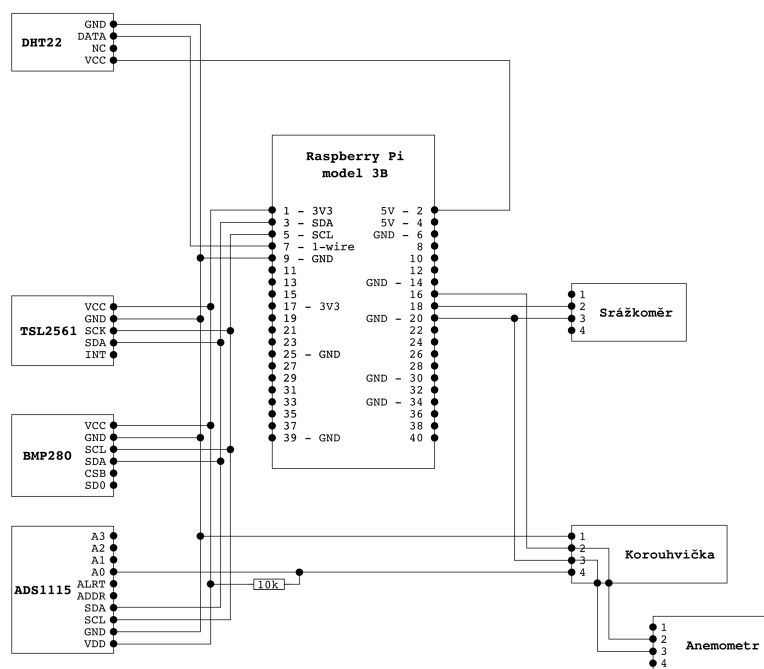 DHT22
GND
DATA
NC
VCC
Raspberry Pi
model 3B
1 - 3V3
3 - SDA
5 - SCL
7 - 1-wire
9 - GND
11
13
15
17 - 3V3
19
21
23
25 - GND
27
29
31
33
35
37
39 - GND
5V - 2
5V - 4
GND - 6
8
10
12
GND - 14
16
18
GND - 20
22
24
26
28
GND - 30
32
GND - 34
36
38
40
TSL2561
VCC
GND
SCK
SDA
INT
Srážkoměr
1
2
3
4
BMP280
VCC
GND
SCL
SDA
CSB
SD0
ADS1115
A3
A2
A1
A0
ALRT
ADDR
SDA
SCL
GND
VDD
10k
Korouhvička
1
2
3
4
Anemometr
1
2
3
4